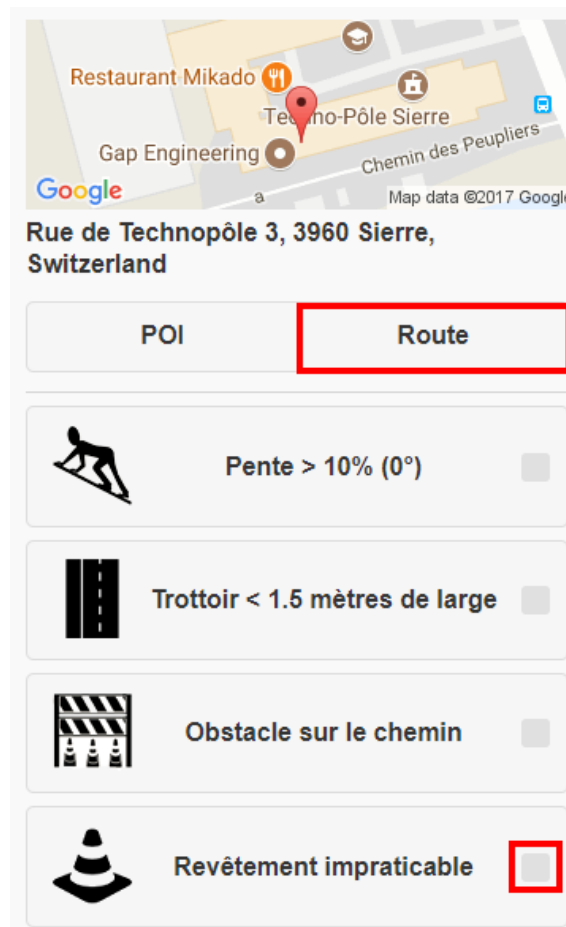 Restaurant Mikado
Techno-Pôle Sierre
Gap Engineering
Chemin des Peupliers
Google
a
Map data ©2017 Google
Rue de Technopôle 3, 3960 Sierre,
Switzerland
POI
Route
Pente > 10% (0°)
Trottoir < 1.5 mètres de large
Obstacle sur le chemin
Revêtement impraticable